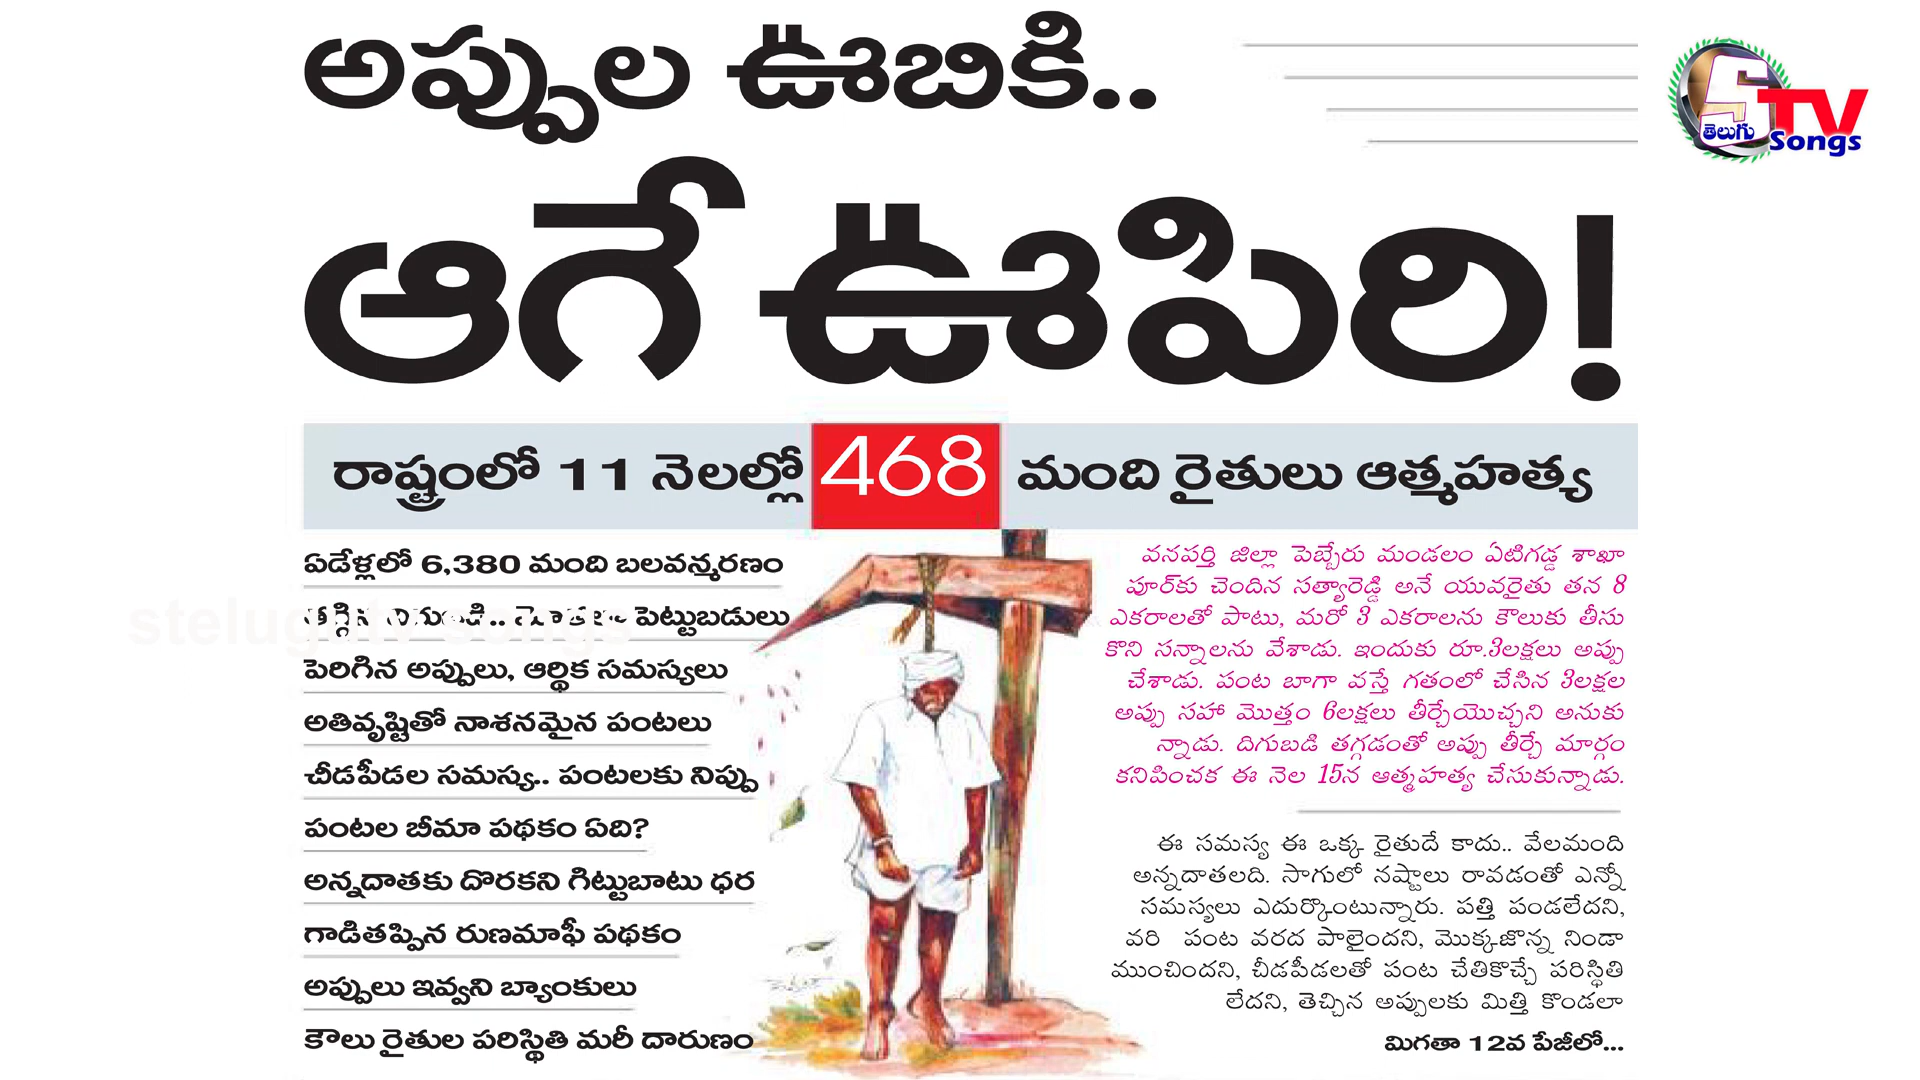 అప్పుల ఊబికి..
ఆగే ఊపిరి!
S TV
తెలుగు Songs
రాష్ట్రంలో 11 నెలల్లో 468 మంది రైతులు ఆత్మహత్య
ఏడేళ్లలో 6,380 మంది బలవన్మరణం
పెట్టుబడులు
పెరిగిన అప్పులు, ఆర్థిక సమస్యలు
అతివృష్టితో నాశనమైన పంటలు
చీడపీడల సమస్య.. పంటలకు నిప్పు
పంటల బీమా పథకం ఏది?
అన్నదాతకు దొరకని గిట్టుబాటు ధర
గాడితప్పిన రుణమాఫీ పథకం
అప్పులు ఇవ్వని బ్యాంకులు
కౌలు రైతుల పరిస్థితి మరీ దారుణం
వనపర్తి జిల్లా పెబ్బేరు మండలం ఏటిగడ్డ శాఖా
పూర్‌కు చెందిన సత్యారెడ్డి అనే యువరైతు తన 8
ఎకరాలతో పాటు, మరో 3 ఎకరాలను కౌలుకు తీసు
కొని సన్నాలను వేశాడు. ఇందుకు రూ.3లక్షలు అప్పు
చేశాడు. పంట బాగా వస్తే గతంలో చేసిన 3లక్షల
అప్పు సహా మొత్తం 6లక్షలు తీర్చేయొచ్చని అనుకు
న్నాడు. దిగుబడి తగ్గడంతో అప్పు తీర్చే మార్గం
కనిపించక ఈ నెల 15న ఆత్మహత్య చేసుకున్నాడు.
ఈ సమస్య ఈ ఒక్క రైతుదే కాదు.. వేలమంది
అన్నదాతలది. సాగులో నష్టాలు రావడంతో ఎన్నో
సమస్యలు ఎదుర్కొంటున్నారు. పత్తి పండలేదని,
వరి పంట వరద పాలైందని, మొక్కజొన్న నిండా
ముంచిందని, చీడపీడలతో పంట చేతికొచ్చే పరిస్థితి
లేదని, తెచ్చిన అప్పులకు మిత్తి కొండలా
మిగతా 12వ పేజీలో...